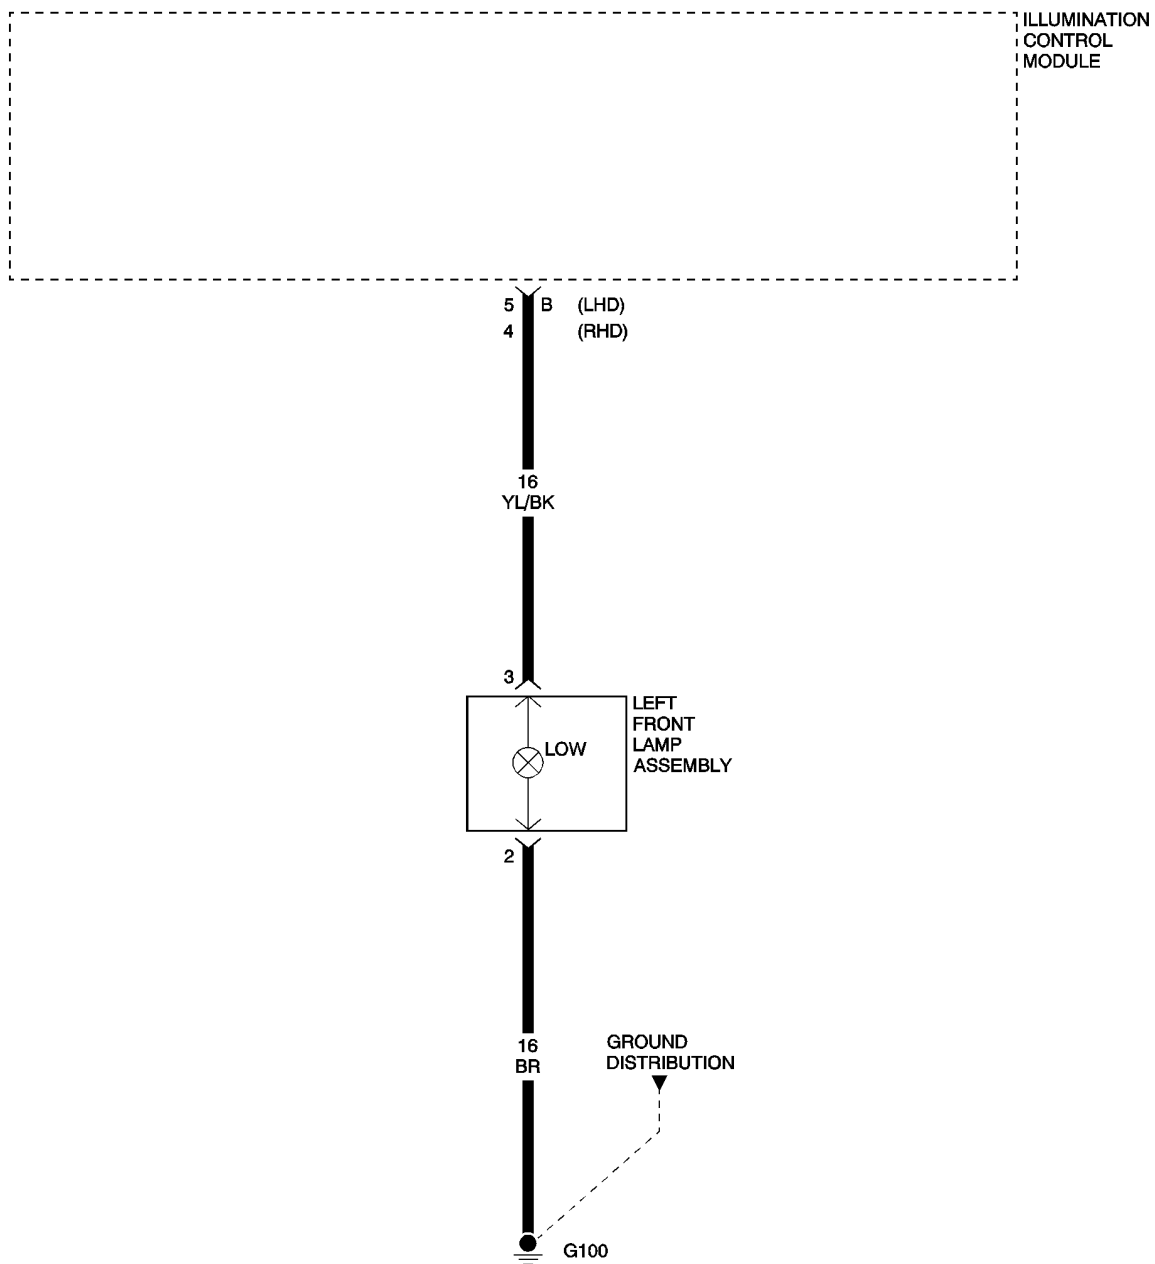 ILLUMINATION
CONTROL
MODULE
5 B (LHD)
4 (RHD)
16
YL/BK
3
LEFT
FRONT
LAMP
ASSEMBLY
LOW
2
16
BR
GROUND
DISTRIBUTION
G100